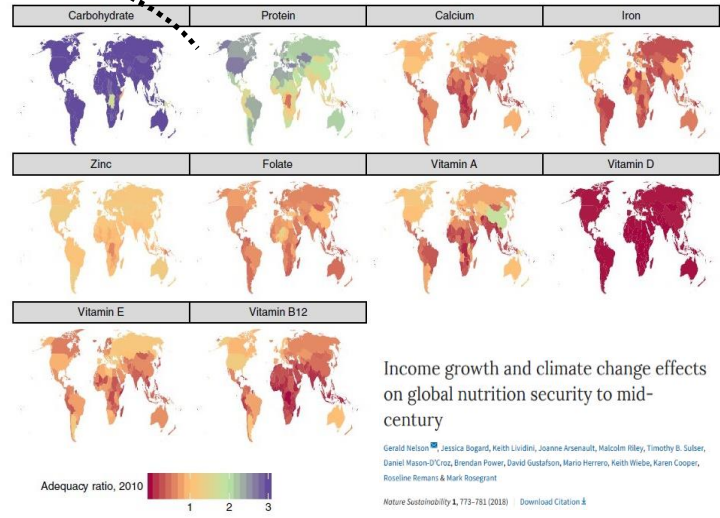 Carbohydrate Protein Calcium Iron
Zinc Folate Vitamin A Vitamin D
Vitamin E Vitamin B12
Income growth and climate change effects
on global nutrition security to mid-
century
Gerald Nelson, Jessica Bogard, Keith Lividini, Joanne Arsenault, Malcolm Riley, Timothy B. Sulser,
Daniel Mason-D'Croz, Brendan Power, David Gustafson, Mario Herrero, Keith Wiebe, Karen Cooper,
Roseline Remans & Mark Rosegrant
Nature Sustainability 1, 773–781 (2018) | Download Citation
Adequacy ratio, 2010
1 2 3